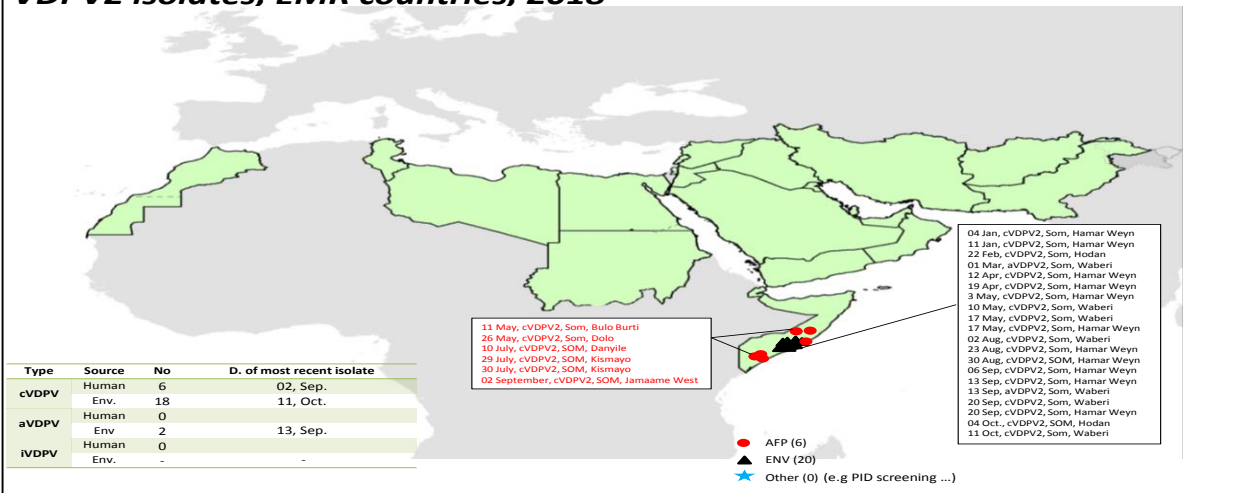 VDPV2 isolates, EMR countries, 2018
04 Jan, cVDPV2, Som, Hamar Weyn
11 Jan, cVDPV2, Som, Hamar Weyn
22 Feb, cVDPV2, Som, Hodan
01 Mar, aVDPV2, Som, Waberi
12 Apr, cVDPV2, Som, Hamar Weyn
19 Apr, cVDPV2, Som, Hamar Weyn
3 May, cVDPV2, Som, Hamar Weyn
10 May, cVDPV2, Som, Waberi
17 May, cVDPV2, Som, Waberi
17 May, cVDPV2, Som, Hamar Weyn
02 Aug, cVDPV2, Som, Waberi
23 Aug, cVDPV2, Som, Hamar Weyn
30 Aug, cVDPV2, SOM, Hamar Weyn
06 Sep, cVDPV2, Som, Hamar Weyn
13 Sep, cVDPV2, Som, Hamar Weyn
13 Sep, aVDPV2, Som, Waberi
20 Sep, cVDPV2, Som, Waberi
20 Sep, cVDPV2, Som, Hamar Weyn
04 Oct., cVDPV2, SOM, Hodan
11 Oct, cVDPV2, Som, Waberi
11 May, cVDPV2, Som, Bulo Burti
26 May, cVDPV2, Som, Dolo
10 July, cVDPV2, SOM, Danyile
29 July, cVDPV2, SOM, Kismayo
30 July, cVDPV2, SOM, Kismayo
02 September, cVDPV2, SOM, Jamaame West
Type Source No D. of most recent isolate
cVDPV Human 6 02, Sep.
Env. 18 11, Oct.
aVDPV Human 0
Env 2 13, Sep.
iVDPV Human 0
Env. - -
AFP (6)
ENV (20)
Other (0) (e.g PID screening ...)